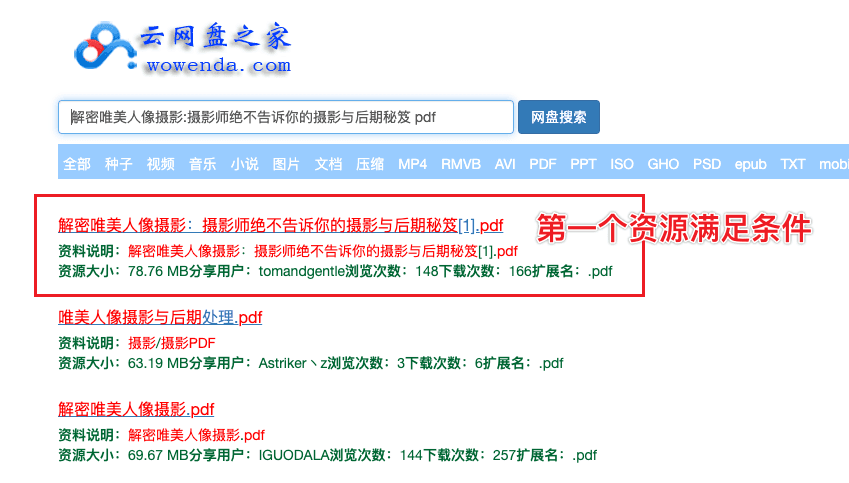 云网盘之家
wowenda.com
解密唯美人像摄影:摄影师绝不告诉你的摄影与后期秘笈 pdf 网盘搜索
全部 种子 视频 音乐 小说 图片 文档 压缩 MP4 RMVB AVI PDF PPT ISO GHO PSD epub TXT mobi
解密唯美人像摄影：摄影师绝不告诉你的摄影与后期秘笈[1].pdf
第一个资源满足条件
资料说明：解密唯美人像摄影：摄影师绝不告诉你的摄影与后期秘笈[1].pdf
资源大小：78.76 MB分享用户：tomandgentle浏览次数：148下载次数：166扩展名：.pdf
唯美人像摄影与后期处理.pdf
资料说明：摄影/摄影PDF
资源大小：63.19 MB分享用户：Astriker丶z浏览次数：3下载次数：6扩展名：.pdf
解密唯美人像摄影.pdf
资料说明：解密唯美人像摄影.pdf
资源大小：69.67 MB分享用户：IGUODALA浏览次数：144下载次数：257扩展名：.pdf